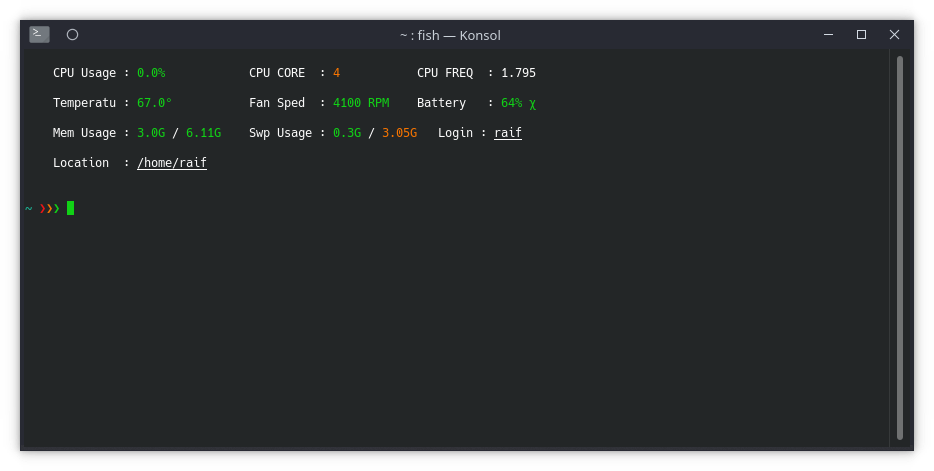 ~ : fish — Konsol
CPU Usage : 0.0% CPU CORE : 4 CPU FREQ : 1.795
Temperatu : 67.0° Fan Sped : 4100 RPM Battery : 64% χ
Mem Usage : 3.0G / 6.11G Swp Usage : 0.3G / 3.05G Login : raif
Location : /home/raif
~ ❯❯❯